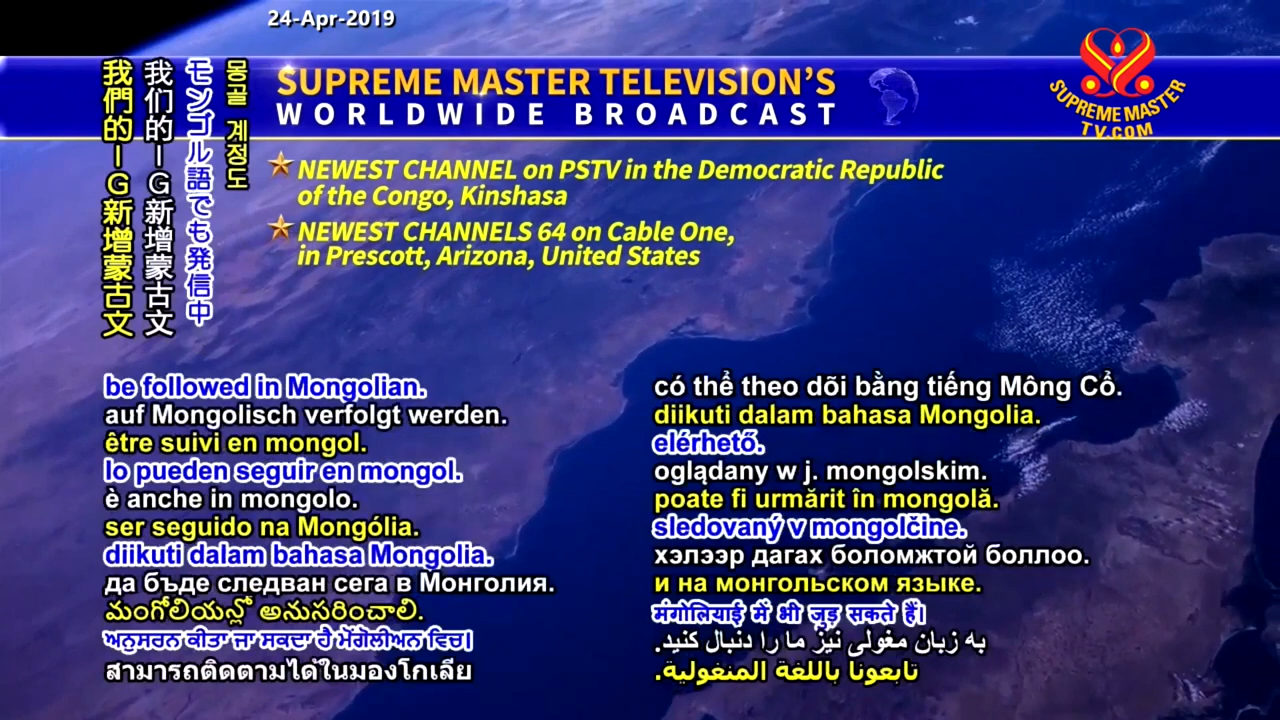 24-Apr-2019
SUPREME MASTER TELEVISION'S
WORLDWIDE BROADCAST
SUPREME MASTER
TV.COM
我們的IG新增蒙古文
我们的IG新增蒙古文
モンゴル語でも発信中
몽골 계정도
NEWEST CHANNEL on PSTV in the Democratic Republic
of the Congo, Kinshasa
NEWEST CHANNELS 64 on Cable One,
in Prescott, Arizona, United States
be followed in Mongolian.
auf Mongolisch verfolgt werden.
être suivi en mongol.
lo pueden seguir en mongol.
è anche in mongolo.
ser seguido na Mongólia.
diikuti dalam bahasa Mongolia.
да бъде следван сега в Монголия.
మంగోలియన్లో అనుసరించాలి.
ਅਨੁਸਰਨ ਕੀਤਾ ਜਾ ਸਕਦਾ ਹੈ ਮੰਗੋਲੀਅਨ ਵਿਚ।
สามารถติดตามได้ในมองโกเลีย
có thể theo dõi bằng tiếng Mông Cổ.
diikuti dalam bahasa Mongolia.
elérhető.
oglądany w j. mongolskim.
poate fi urmărit în mongolă.
sledovaný v mongolčine.
хэлээр дагах боломжтой боллоо.
и на монгольском языке.
मंगोलियाई में भी जुड़ सकते हैं।
به زبان مغولی نیز ما را دنبال کنید.
تابعونا باللغة المنغولية.